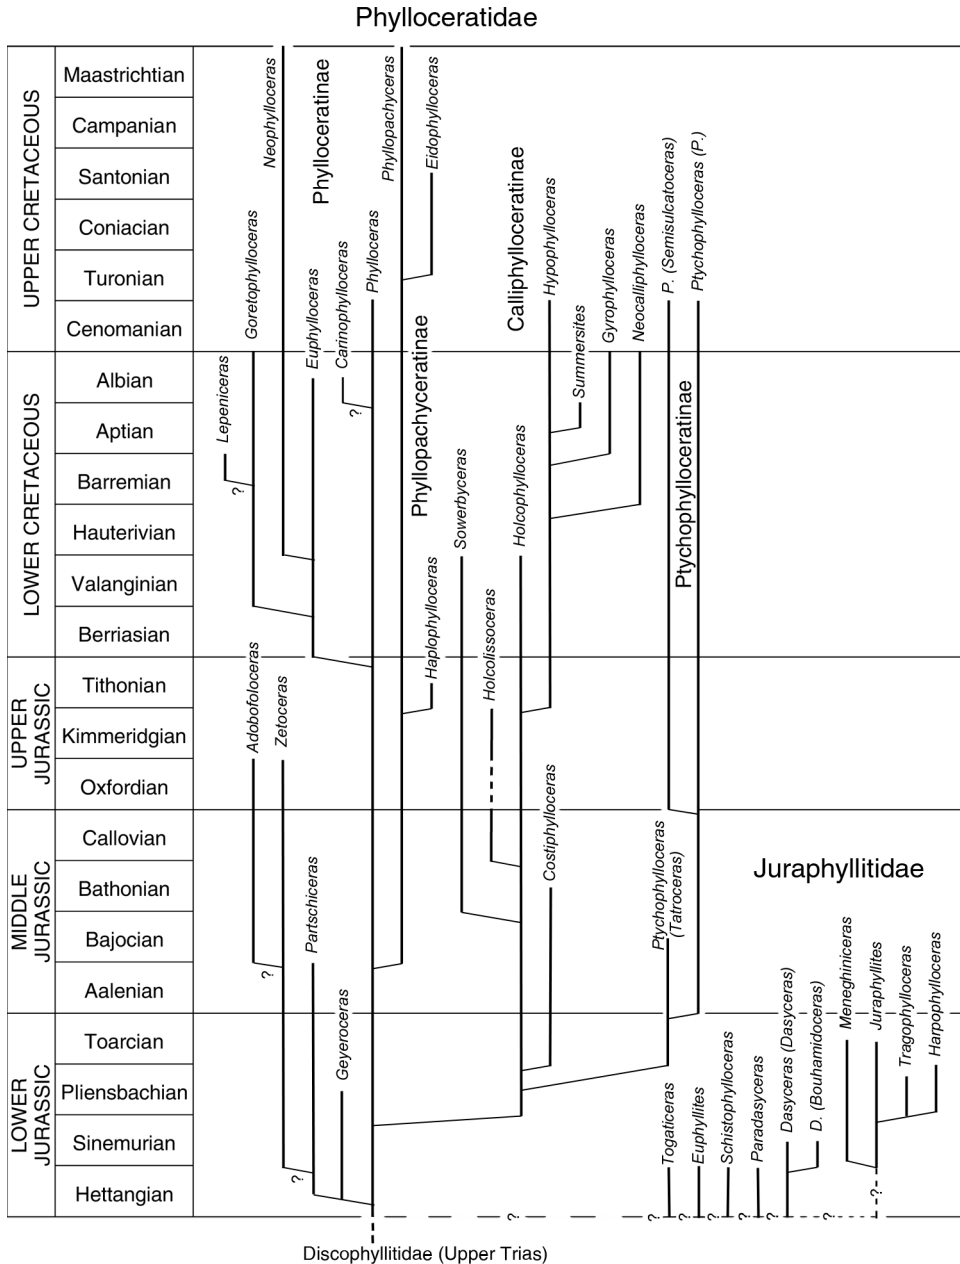 Phylloceratidae
UPPER CRETACEOUS
LOWER CRETACEOUS
UPPER
JURASSIC
MIDDLE
JURASSIC
LOWER
JURASSIC
Maastrichtian
Campanian
Santonian
Coniacian
Turonian
Cenomanian
Albian
Aptian
Barremian
Hauterivian
Valanginian
Berriasian
Tithonian
Kimmeridgian
Oxfordian
Callovian
Bathonian
Bajocian
Aalenian
Toarcian
Pliensbachian
Sinemurian
Hettangian
Lepeniceras
?
Goretophylloceras
Neophylloceras
Phylloceratinae
Euphylloceras
Carinophylloceras
?
Phylloceras
Phyllopachyceras
Eidophylloceras
Phyllopachyceratinae
Haplophylloceras
Sowerbyceras
Holcolissoceras
Holcophylloceras
Calliphylloceratinae
Hypophylloceras
Summersites
Gyrophylloceras
Neocalliphylloceras
P. (Semisulcatoceras)
Ptychophylloceras (P.)
Ptychophylloceratinae
Adobofoloceras
?
Zetoceras
?
Partschiceras
Geyeroceras
Costiphylloceras
Ptychophylloceras
(Tatroceras)
Juraphyllitidae
Togaticeras
Euphyllites
Schistophylloceras
Paradasyceras
Dasyceras (Dasyceras)
D. (Bouhamidoceras)
Meneghiniceras
Juraphyllites
Tragophylloceras
Harpophylloceras
?
? ? ? ? ? ? ?
Discophyllitidae (Upper Trias)